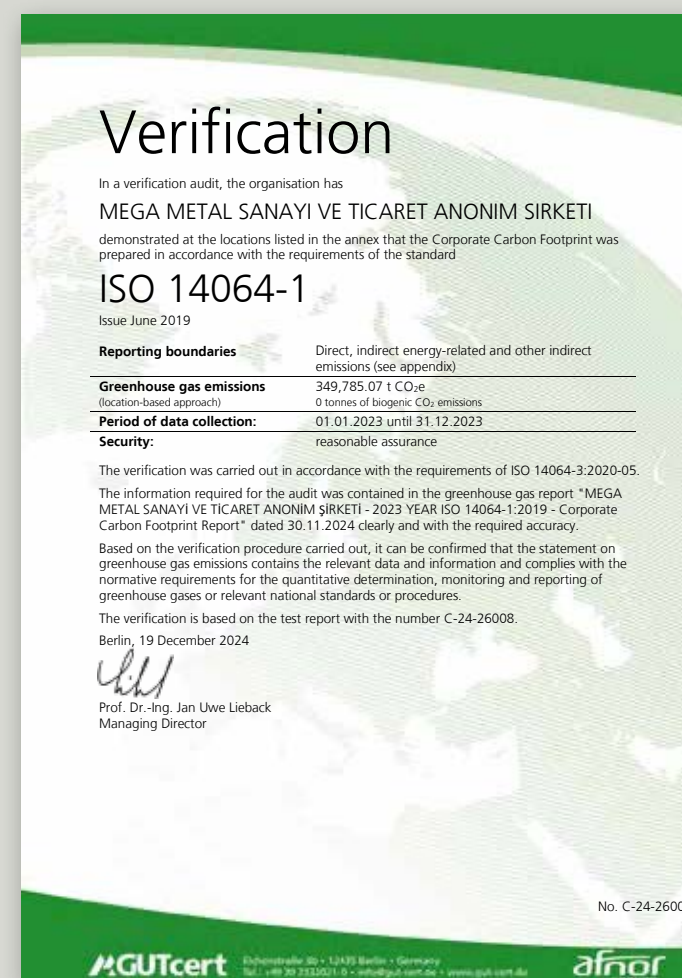 Verification
In a verification audit, the organisation has
MEGA METAL SANAYI VE TICARET ANONIM SIRKETI
demonstrated at the locations listed in the annex that the Corporate Carbon Footprint was
prepared in accordance with the requirements of the standard
ISO 14064-1
Issue June 2019
Reporting boundaries Direct, indirect energy-related and other indirect
emissions (see appendix)
Greenhouse gas emissions 349,785.07 t CO₂e
(location-based approach) 0 tonnes of biogenic CO₂ emissions
Period of data collection: 01.01.2023 until 31.12.2023
Security: reasonable assurance
The verification was carried out in accordance with the requirements of ISO 14064-3:2020-05.
The information required for the audit was contained in the greenhouse gas report "MEGA
METAL SANAYİ VE TİCARET ANONİM ŞİRKETİ - 2023 YEAR ISO 14064-1:2019 - Corporate
Carbon Footprint Report" dated 30.11.2024 clearly and with the required accuracy.
Based on the verification procedure carried out, it can be confirmed that the statement on
greenhouse gas emissions contains the relevant data and information and complies with the
normative requirements for the quantitative determination, monitoring and reporting of
greenhouse gases or relevant national standards or procedures.
The verification is based on the test report with the number C-24-26008.
Berlin, 19 December 2024
Prof. Dr.-Ing. Jan Uwe Lieback
Managing Director
No. C-24-2600
GUTcert Eichenstraße 3b • 12435 Berlin • Germany
afnor